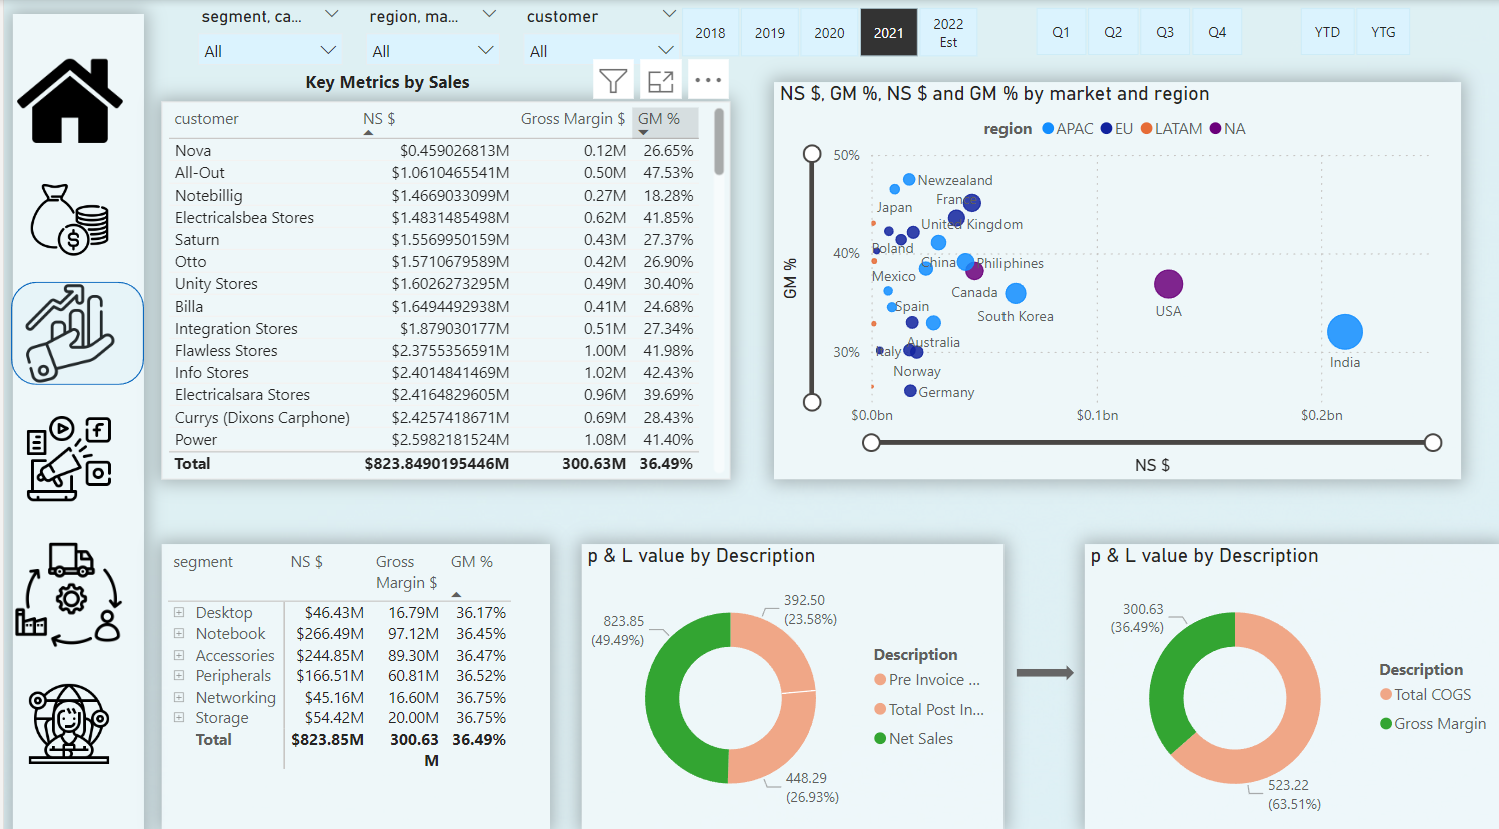 segment, ca...
region, ma...
customer
All
All
All
2018
2019
2020
2021
2022
Est
Q1
Q2
Q3
Q4
YTD
YTG
Key Metrics by Sales
customer NS $ Gross Margin $ GM %
Nova $0.459026813M 0.12M 26.65%
All-Out $1.0610465541M 0.50M 47.53%
Notebillig $1.4669033099M 0.27M 18.28%
Electricalsbea Stores $1.4831485498M 0.62M 41.85%
Saturn $1.5569950159M 0.43M 27.37%
Otto $1.5710679589M 0.42M 26.90%
Unity Stores $1.6026273295M 0.49M 30.40%
Billa $1.6494492938M 0.41M 24.68%
Integration Stores $1.879030177M 0.51M 27.34%
Flawless Stores $2.3755356591M 1.00M 41.98%
Info Stores $2.4014841469M 1.02M 42.43%
Electricalsara Stores $2.4164829605M 0.96M 39.69%
Currys (Dixons Carphone) $2.4257418671M 0.69M 28.43%
Power $2.5982181524M 1.08M 41.40%
Total $823.8490195446M 300.63M 36.49%
NS $, GM %, NS $ and GM % by market and region
region APAC EU LATAM NA
50%
40%
30%
GM %
Newzealand
Japan
France
United Kingdom
Poland
China
Philiphines
Mexico
Canada
Spain
South Korea
USA
Australia
Italy
India
Norway
Germany
$0.0bn
$0.1bn
$0.2bn
NS $
segment NS $ Gross Margin $ GM %
Desktop $46.43M 16.79M 36.17%
Notebook $266.49M 97.12M 36.45%
Accessories $244.85M 89.30M 36.47%
Peripherals $166.51M 60.81M 36.52%
Networking $45.16M 16.60M 36.75%
Storage $54.42M 20.00M 36.75%
Total $823.85M 300.63 M 36.49%
p & L value by Description
823.85
(49.49%)
392.50
(23.58%)
448.29
(26.93%)
Description
Pre Invoice ...
Total Post In...
Net Sales
p & L value by Description
300.63
(36.49%)
523.22
(63.51%)
Description
Total COGS
Gross Margin